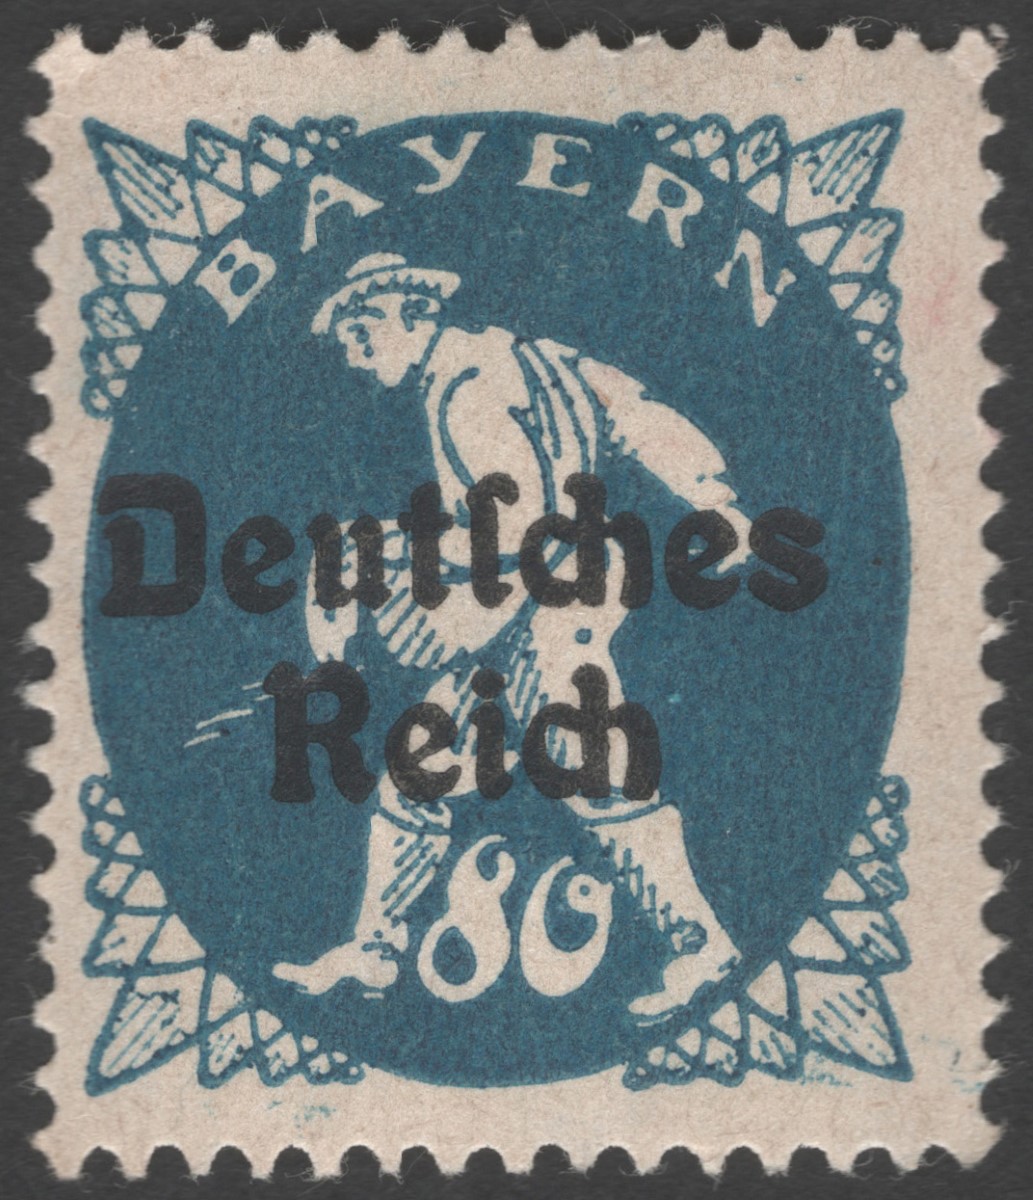 BAYERN
Deutſches
Reich
80